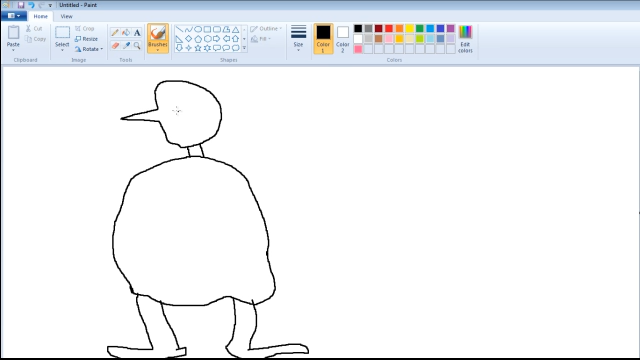 Untitled - Paint
Home View
Paste
Cut
Copy
Clipboard
Select
Crop
Resize
Rotate
Image
A
Tools
Brushes
Shapes
Outline
Fill
Size
Color 1
Color 2
Colors
Edit colors